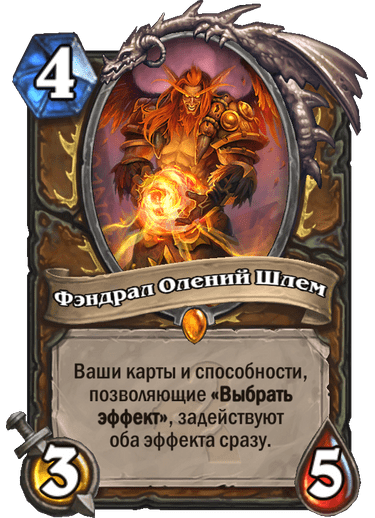 4
Фэндрал Олений Шлем
Ваши карты и способности,
позволяющие «Выбрать
эффект», задействуют
оба эффекта сразу.
3
5